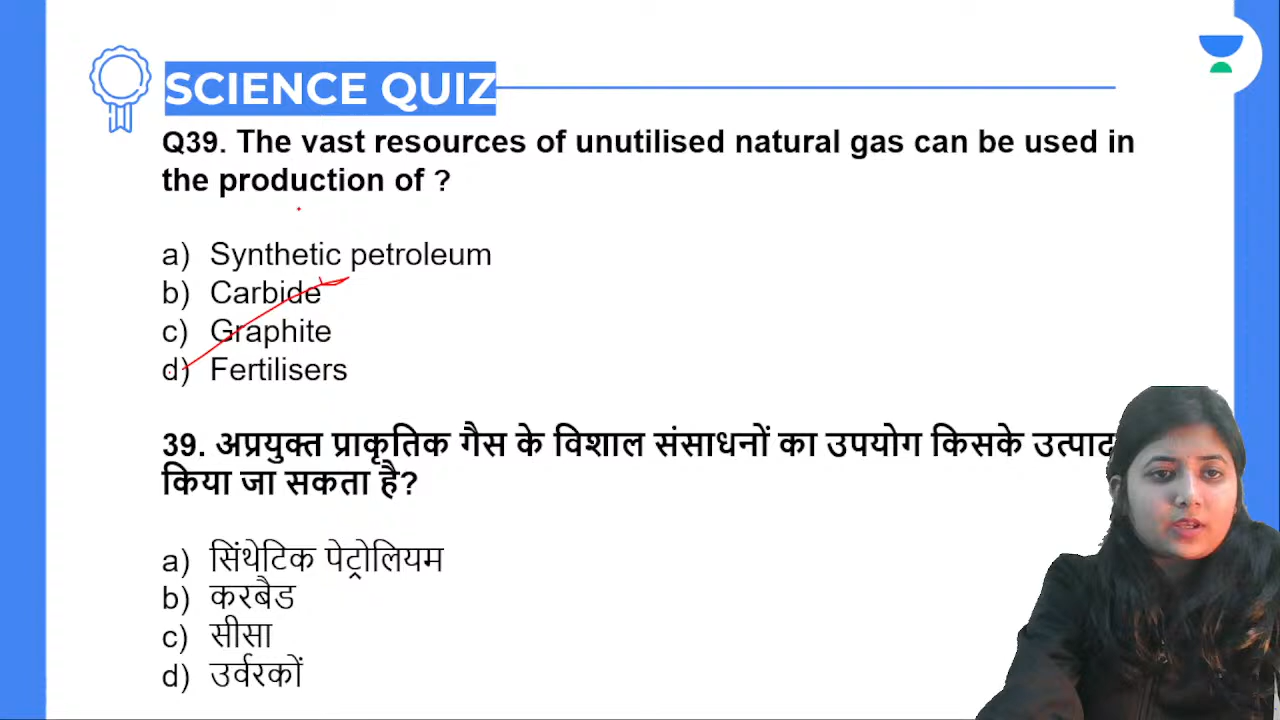 SCIENCE QUIZ
Q39. The vast resources of unutilised natural gas can be used in
the production of ?
a) Synthetic petroleum
b) Carbide
c) Graphite
d) Fertilisers
39. अप्रयुक्त प्राकृतिक गैस के विशाल संसाधनों का उपयोग किसके उत्पाद
किया जा सकता है?
a) सिंथेटिक पेट्रोलियम
b) करबैड
c) सीसा
d) उर्वरकों